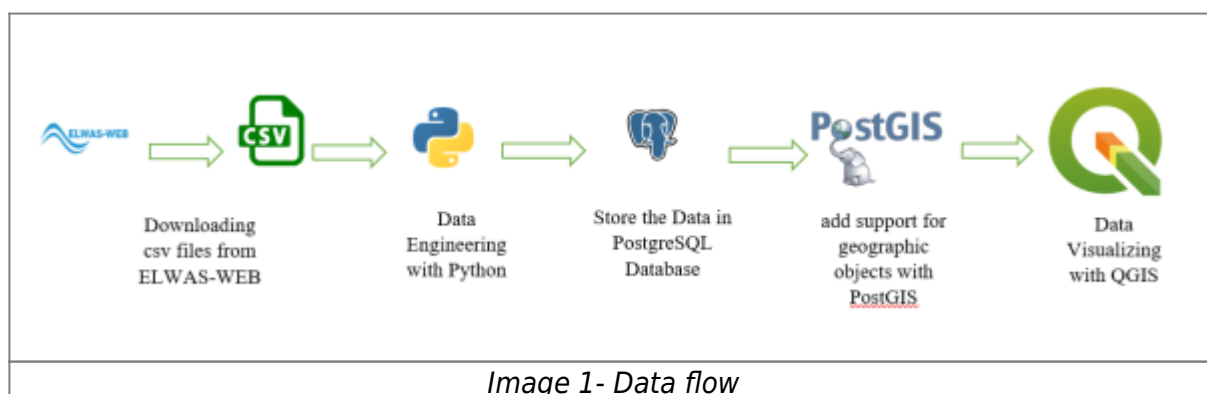 ELWAS-WEB
CSV
PostGIS
Downloading
csv files from
ELWAS-WEB
Data
Engineering
with Python
Store the Data in
PostgreSQL
Database
add support for
geographic
objects with
PostGIS
Data
Visualizing
with QGIS
Image 1- Data flow